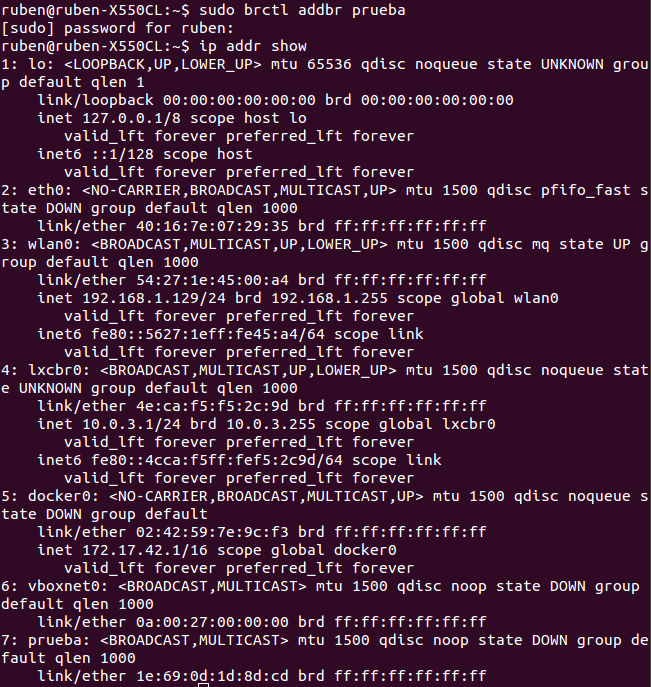 ruben@ruben-X550CL:~$ sudo brctl addbr prueba
[sudo] password for ruben:
ruben@ruben-X550CL:~$ ip addr show
1: lo: <LOOPBACK,UP,LOWER_UP> mtu 65536 qdisc noqueue state UNKNOWN grou
p default qlen 1
    link/loopback 00:00:00:00:00:00 brd 00:00:00:00:00:00
    inet 127.0.0.1/8 scope host lo
       valid_lft forever preferred_lft forever
    inet6 ::1/128 scope host
       valid_lft forever preferred_lft forever
2: eth0: <NO-CARRIER,BROADCAST,MULTICAST,UP> mtu 1500 qdisc pfifo_fast s
tate DOWN group default qlen 1000
    link/ether 40:16:7e:07:29:35 brd ff:ff:ff:ff:ff:ff
3: wlan0: <BROADCAST,MULTICAST,UP,LOWER_UP> mtu 1500 qdisc mq state UP g
roup default qlen 1000
    link/ether 54:27:1e:45:00:a4 brd ff:ff:ff:ff:ff:ff
    inet 192.168.1.129/24 brd 192.168.1.255 scope global wlan0
       valid_lft forever preferred_lft forever
    inet6 fe80::5627:1eff:fe45:a4/64 scope link
       valid_lft forever preferred_lft forever
4: lxcbr0: <BROADCAST,MULTICAST,UP,LOWER_UP> mtu 1500 qdisc noqueue stat
e UNKNOWN group default qlen 1000
    link/ether 4e:ca:f5:f5:2c:9d brd ff:ff:ff:ff:ff:ff
    inet 10.0.3.1/24 brd 10.0.3.255 scope global lxcbr0
       valid_lft forever preferred_lft forever
    inet6 fe80::4cca:f5ff:fef5:2c9d/64 scope link
       valid_lft forever preferred_lft forever
5: docker0: <NO-CARRIER,BROADCAST,MULTICAST,UP> mtu 1500 qdisc noqueue s
tate DOWN group default
    link/ether 02:42:59:7e:9c:f3 brd ff:ff:ff:ff:ff:ff
    inet 172.17.42.1/16 scope global docker0
       valid_lft forever preferred_lft forever
6: vboxnet0: <BROADCAST,MULTICAST> mtu 1500 qdisc noop state DOWN group
default qlen 1000
    link/ether 0a:00:27:00:00:00 brd ff:ff:ff:ff:ff:ff
7: prueba: <BROADCAST,MULTICAST> mtu 1500 qdisc noop state DOWN group de
fault qlen 1000
    link/ether 1e:69:0d:1d:8d:cd brd ff:ff:ff:ff:ff:ff